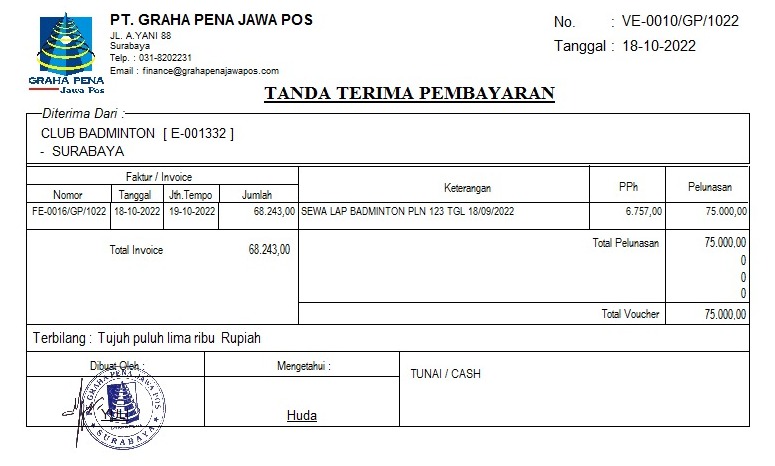 PT. GRAHA PENA JAWA POS
JL. A.YANI 88
Surabaya
Telp. : 031-8202231
Email : finance@grahapenajawapos.com
GRAHA PENA
Jawa Pos
No. : VE-0010/GP/1022
Tanggal : 18-10-2022
TANDA TERIMA PEMBAYARAN
Diterima Dari :
CLUB BADMINTON [ E-001332 ]
- SURABAYA
Faktur / Invoice Keterangan PPh Pelunasan
Nomor Tanggal Jth.Tempo Jumlah
FE-0016/GP/1022 18-10-2022 19-10-2022 68.243,00 SEWA LAP BADMINTON PLN 123 TGL 18/09/2022 6.757,00 75.000,00
Total Invoice 68.243,00
Total Pelunasan 75.000.00
0
0
0
Total Voucher 75.000.00
Terbilang : Tujuh puluh lima ribu Rupiah
Dibuat Oleh : Mengetahui : TUNAI / CASH
PT. GRAHA PENA JAWA POS
GRAHA PENA
SURABAYA
Huda